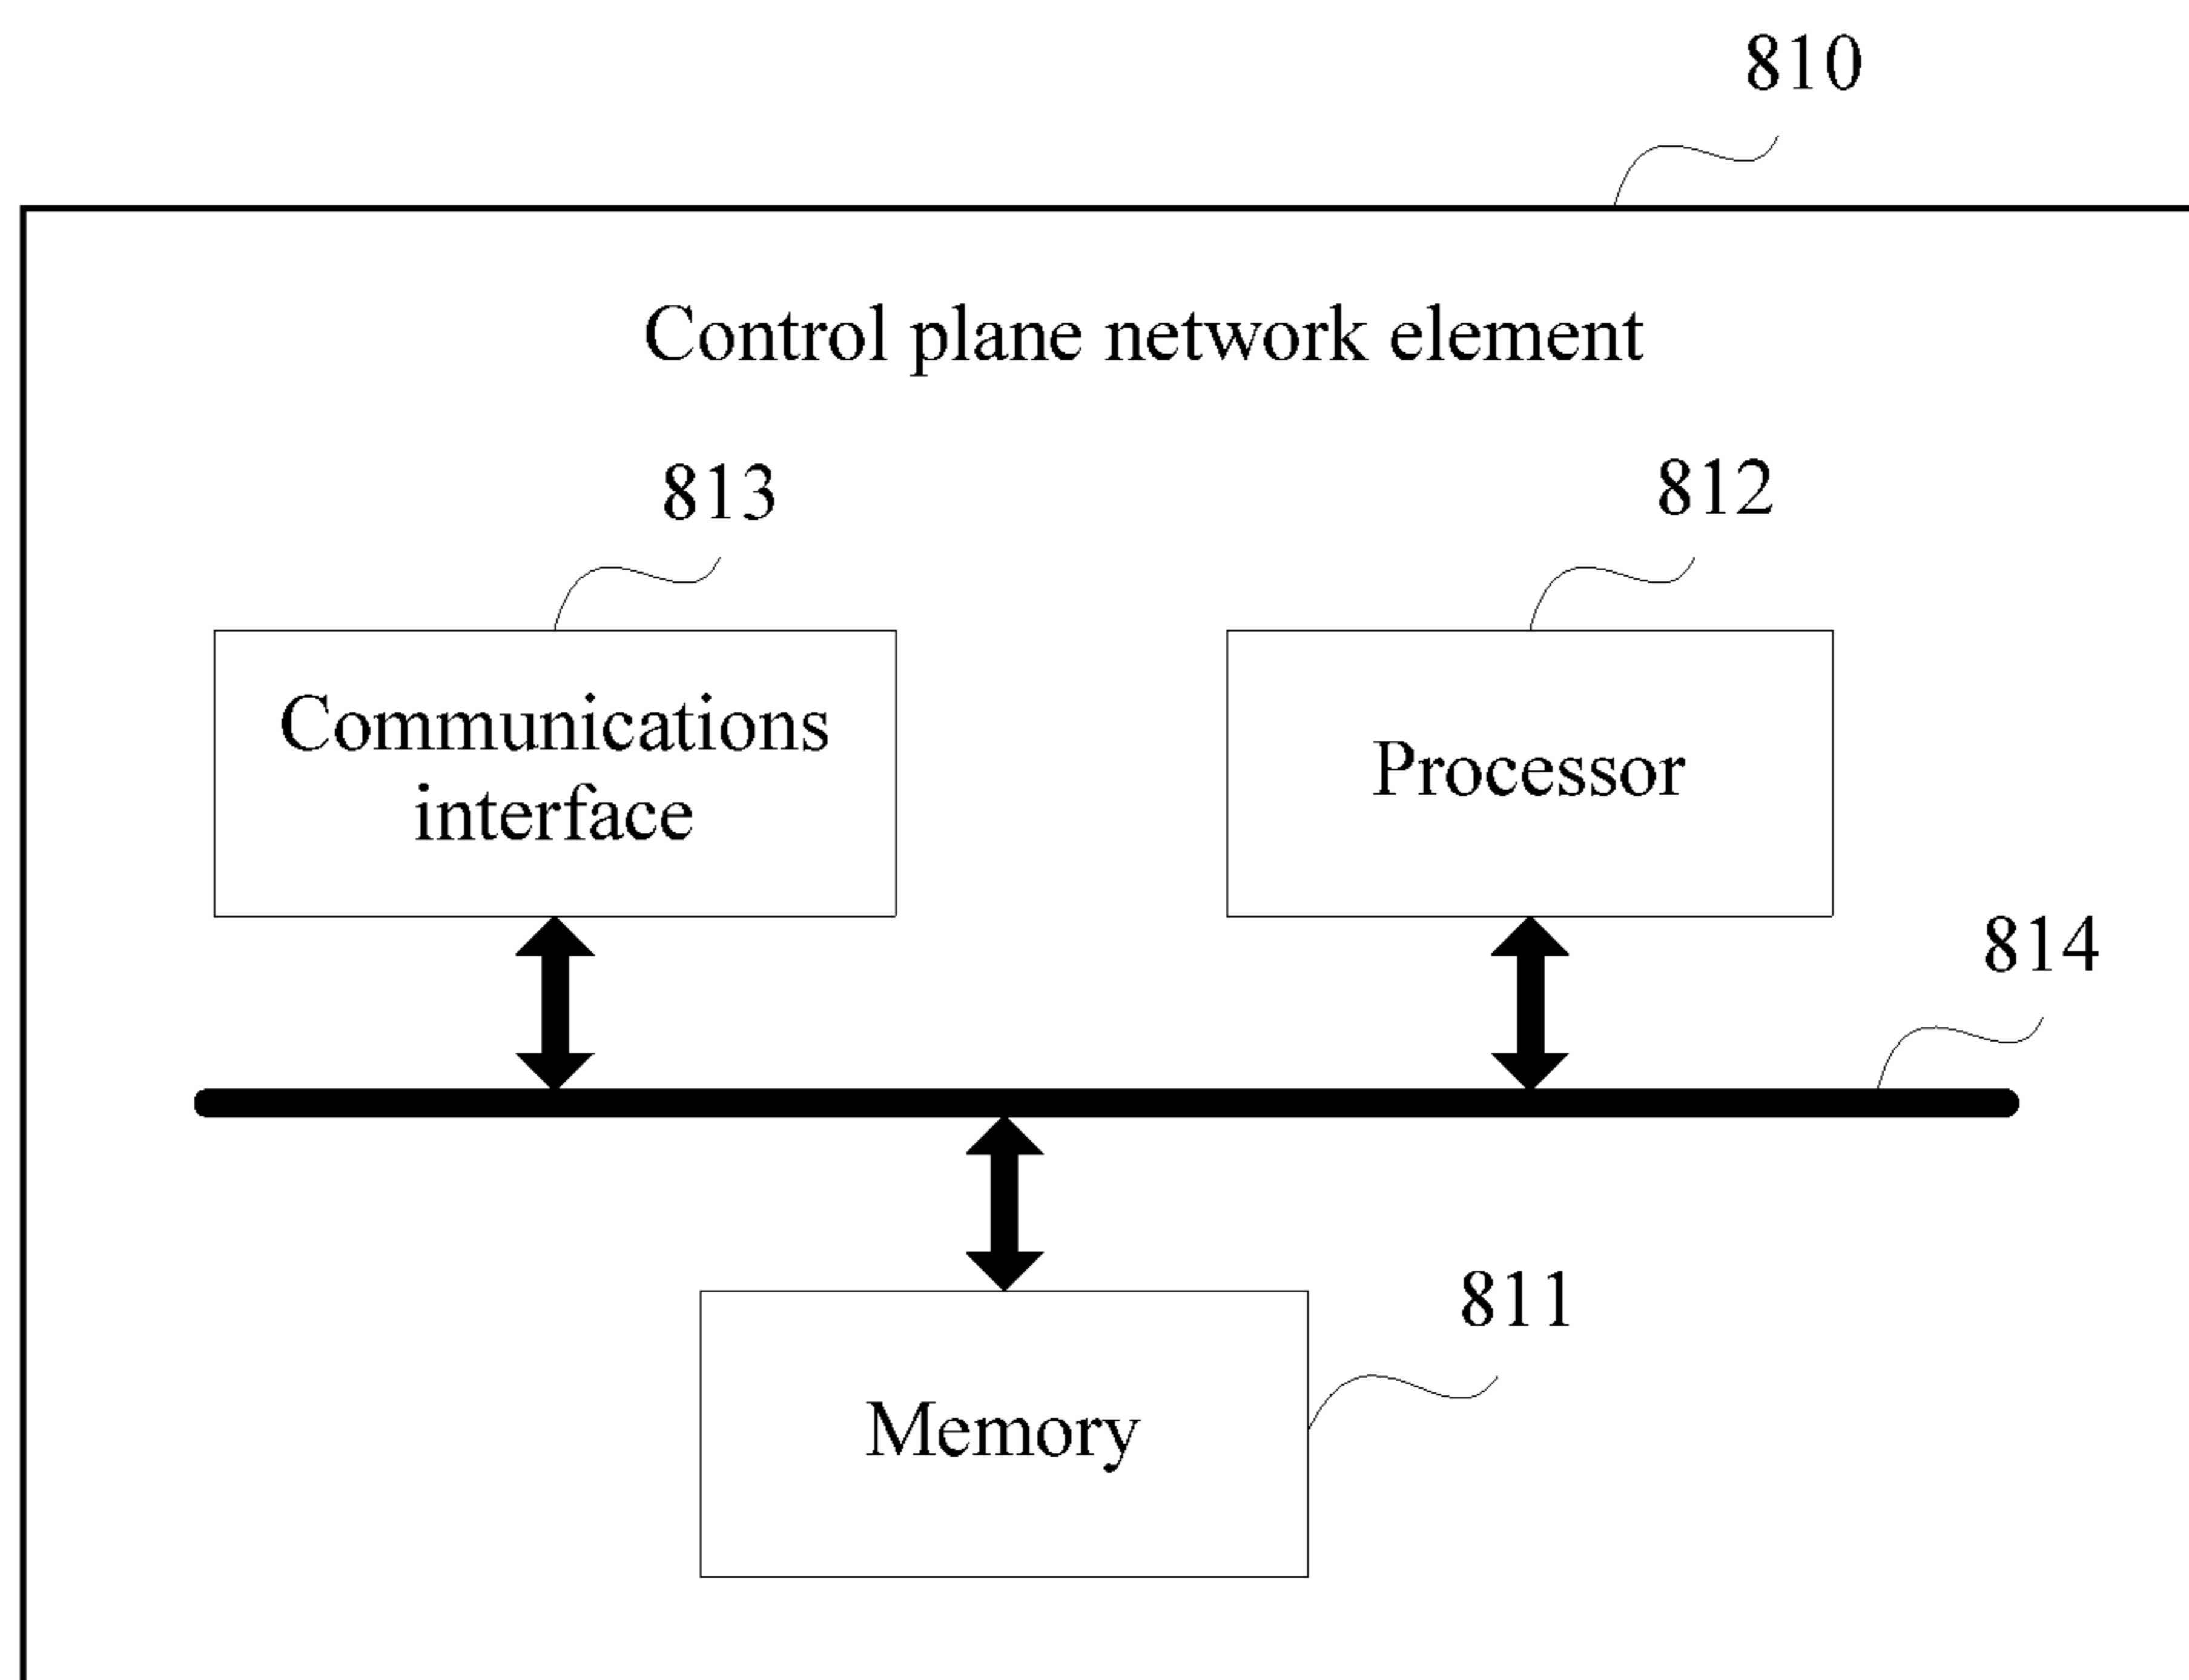 810
Control plane network element
813
812
Communications
interface
Processor
814
811
Memory